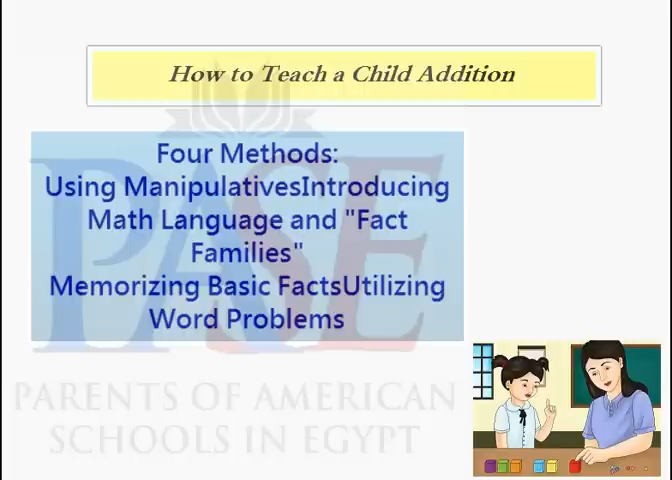 How to Teach a Child Addition
Four Methods:
Using ManipulativesIntroducing
Math Language and "Fact
Families"
Memorizing Basic FactsUtilizing
Word Problems
PASE
PARENTS OF AMERICAN
SCHOOLS IN EGYPT